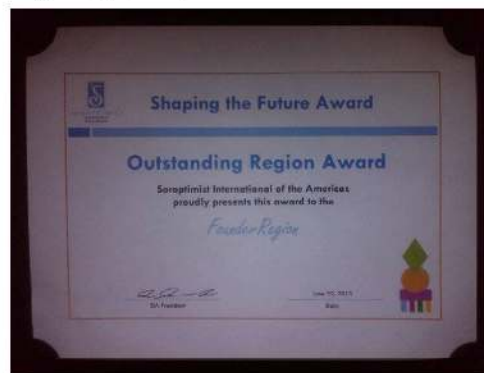 Shaping the Future Award
Outstanding Region Award
Soroptimist International of the Americas
proudly presents this award to the
Founder Region
SIA President
Date